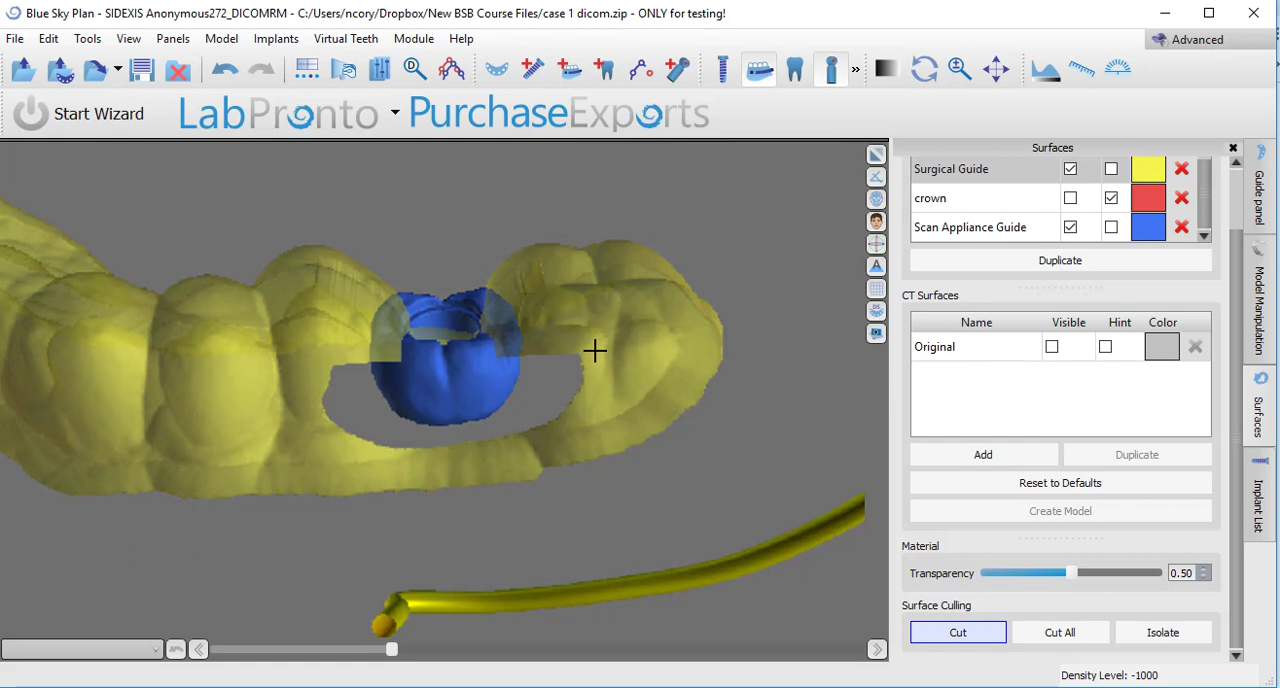 Blue Sky Plan - SIDEXIS Anonymous272_DICOMRM - C:/Users/ncory/Dropbox/New BSB Course Files/case 1 dicom.zip - ONLY for testing!
File Edit Tools View Panels Model Implants Virtual Teeth Module Help
Advanced
Start Wizard
LabPronto
PurchaseExports
Surfaces
Surgical Guide
crown
Scan Appliance Guide
Duplicate
CT Surfaces
Name Visible Hint Color
Original
Add Duplicate
Reset to Defaults
Create Model
Material
Transparency 0.50
Surface Culling
Cut Cut All Isolate
Density Level: -1000
Guide panel
Model Manipulation
Surfaces
Implant List